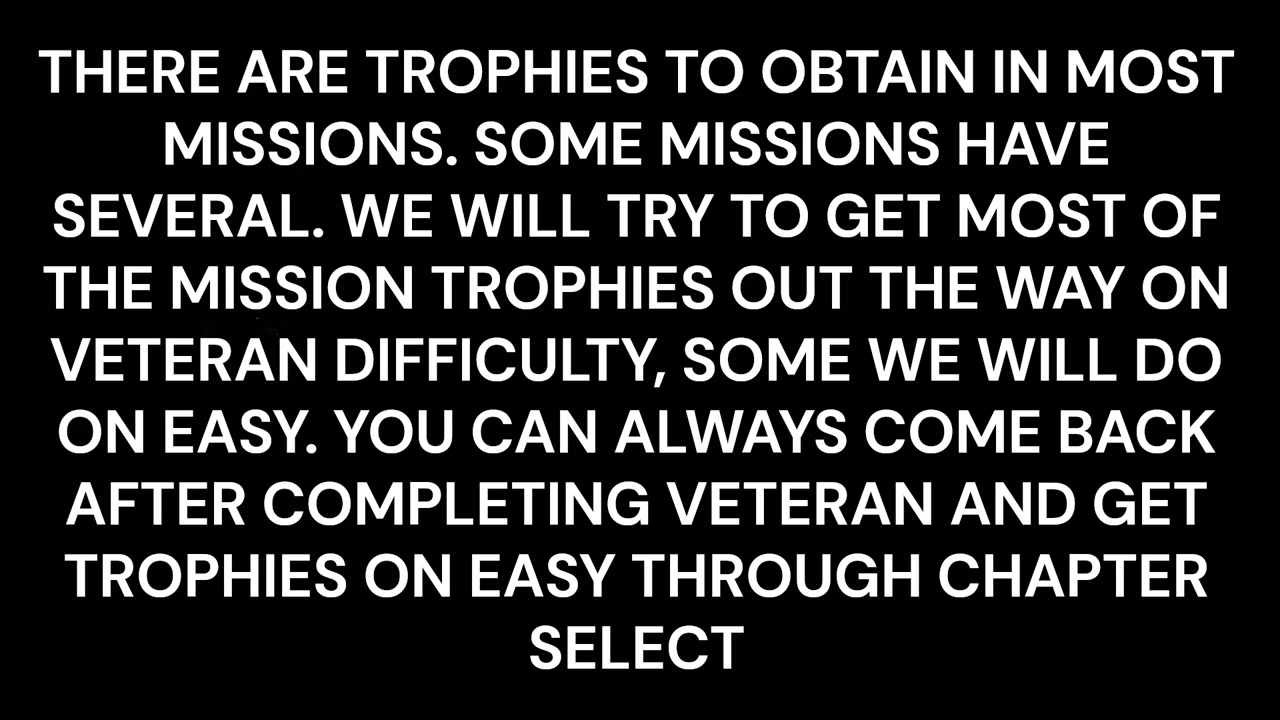 THERE ARE TROPHIES TO OBTAIN IN MOST
MISSIONS. SOME MISSIONS HAVE
SEVERAL. WE WILL TRY TO GET MOST OF
THE MISSION TROPHIES OUT THE WAY ON
VETERAN DIFFICULTY, SOME WE WILL DO
ON EASY. YOU CAN ALWAYS COME BACK
AFTER COMPLETING VETERAN AND GET
TROPHIES ON EASY THROUGH CHAPTER
SELECT